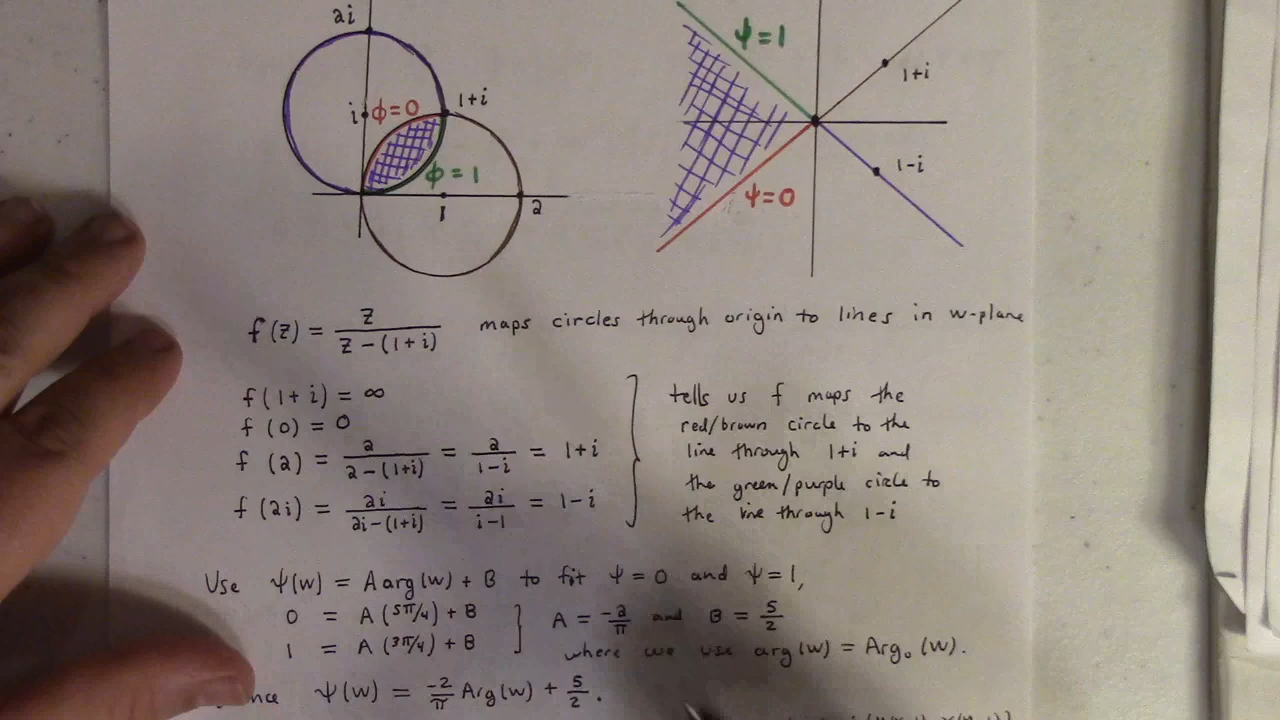 2i
i φ=0 1+i
φ=1
1 2
ψ=1
1+i
1-i
ψ=0
f(z) = z / (z-(1+i)) maps circles through origin to lines in w-plane
f(1+i) = ∞
f(0) = 0
f(2) = 2 / (2-(1+i)) = 2 / (1-i) = 1+i
f(2i) = 2i / (2i-(1+i)) = 2i / (i-1) = 1-i
tells us f maps the
red/brown circle to the
line through 1+i and
the green/purple circle to
the line through 1-i
Use ψ(w) = A arg(w) + B to fit ψ=0 and ψ=1,
0 = A(5π/4) + B
1 = A(3π/4) + B
A = -2/π and B = 5/2
where we use arg(w) = Arg₀(w).
ψ(w) = -2/π Arg(w) + 5/2.